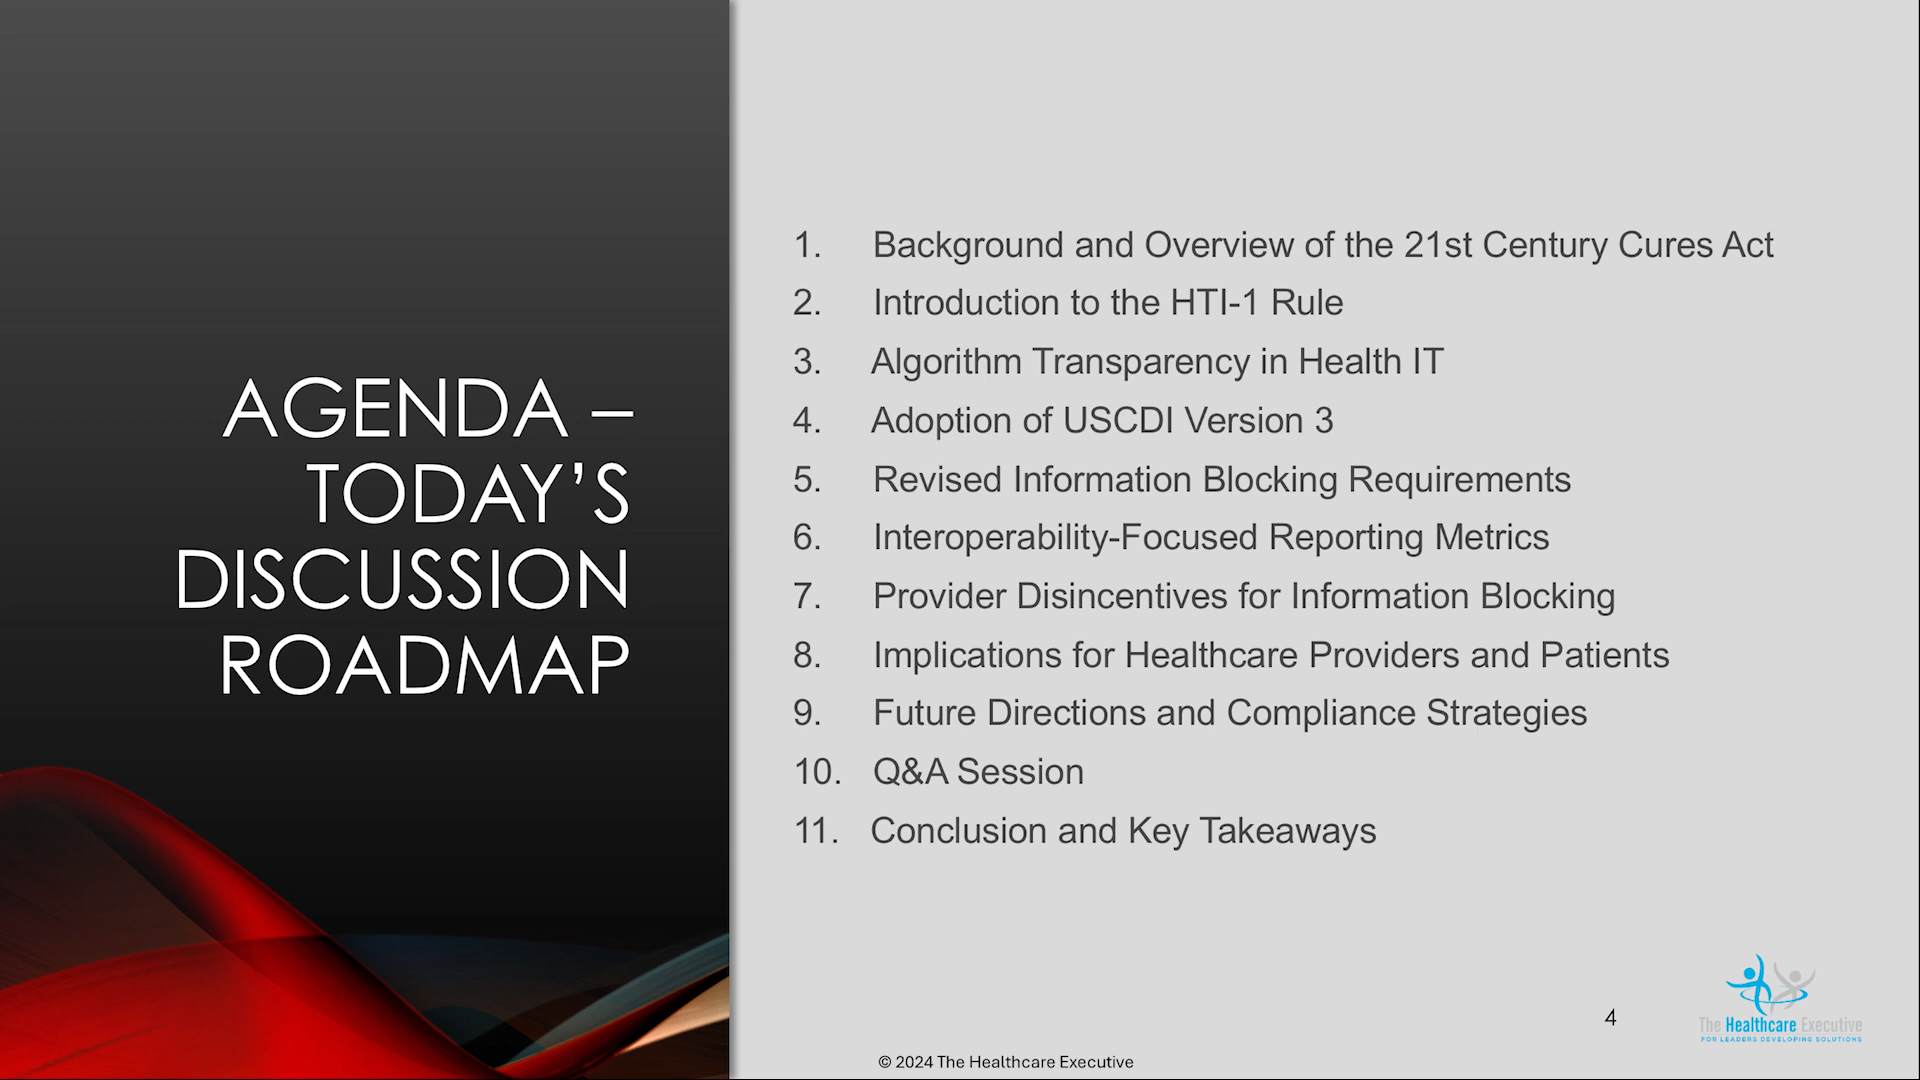 AGENDA –
TODAY’S
DISCUSSION
ROADMAP
1. Background and Overview of the 21st Century Cures Act
2. Introduction to the HTI-1 Rule
3. Algorithm Transparency in Health IT
4. Adoption of USCDI Version 3
5. Revised Information Blocking Requirements
6. Interoperability-Focused Reporting Metrics
7. Provider Disincentives for Information Blocking
8. Implications for Healthcare Providers and Patients
9. Future Directions and Compliance Strategies
10. Q&A Session
11. Conclusion and Key Takeaways
4
The Healthcare Executive
FOR LEADERS DEVELOPING SOLUTIONS
© 2024 The Healthcare Executive